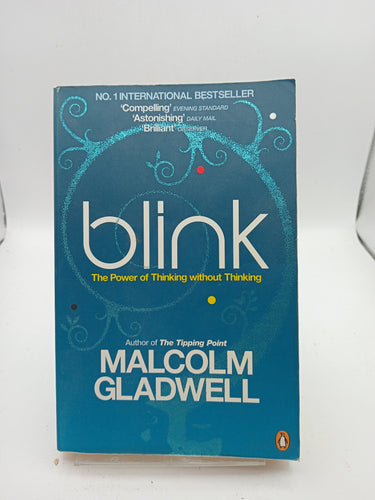 NO. 1 INTERNATIONAL BESTSELLER
‘Compelling’ EVENING STANDARD
‘Astonishing’ DAILY MAIL
‘Brilliant’ OBSERVER
blink
The Power of Thinking without Thinking
Author of The Tipping Point
MALCOLM
GLADWELL